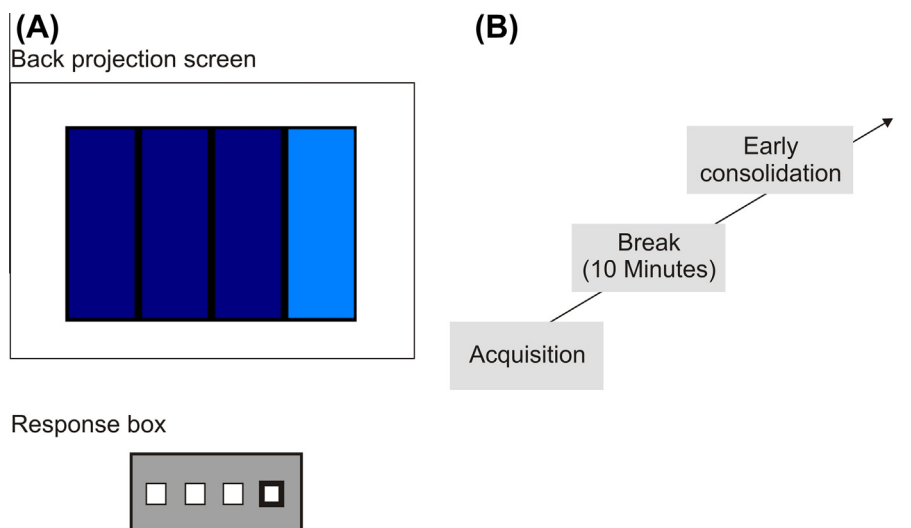 (A)
Back projection screen
Response box
(B)
Early
consolidation
Break
(10 Minutes)
Acquisition